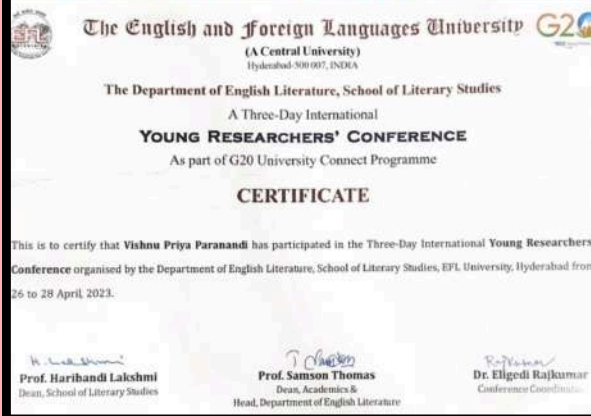 The English and Foreign Languages University
G20
(A Central University)
Hyderabad-500 007, INDIA
The Department of English Literature, School of Literary Studies
A Three-Day International
YOUNG RESEARCHERS' CONFERENCE
As part of G20 University Connect Programme
CERTIFICATE
This is to certify that Vishnu Priya Paranandi has participated in the Three-Day International Young Researchers
Conference organised by the Department of English Literature, School of Literary Studies, EFL University, Hyderabad from
26 to 28 April, 2023.
Prof. Haribandi Lakshmi
Dean, School of Literary Studies
Prof. Samson Thomas
Dean, Academics &
Head, Department of English Literature
Dr. Eligedi Rajkumar
Conference Coordinator